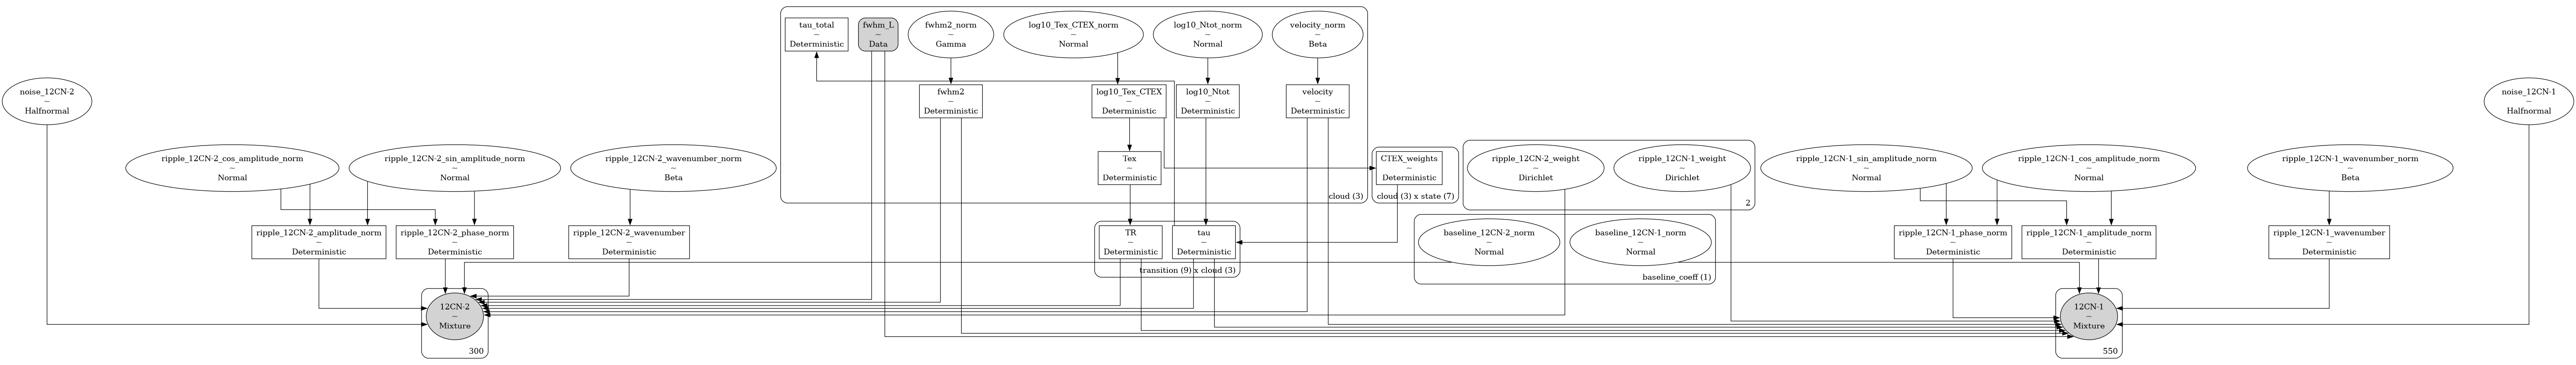 tau_total
~
Deterministic
fwhm_L
~
Data
fwhm2_norm
~
Gamma
log10_Tex_CTEX_norm
~
Normal
log10_Ntot_norm
~
Normal
velocity_norm
~
Beta
noise_12CN-2
~
Halfnormal
fwhm2
~
Deterministic
log10_Tex_CTEX
~
Deterministic
log10_Ntot
~
Deterministic
velocity
~
Deterministic
noise_12CN-1
~
Halfnormal
ripple_12CN-2_cos_amplitude_norm
~
Normal
ripple_12CN-2_sin_amplitude_norm
~
Normal
ripple_12CN-2_wavenumber_norm
~
Beta
Tex
~
Deterministic
cloud (3)
CTEX_weights
~
Deterministic
cloud (3) x state (7)
ripple_12CN-2_weight
~
Dirichlet
ripple_12CN-1_weight
~
Dirichlet
2
ripple_12CN-1_sin_amplitude_norm
~
Normal
ripple_12CN-1_cos_amplitude_norm
~
Normal
ripple_12CN-1_wavenumber_norm
~
Beta
ripple_12CN-2_amplitude_norm
~
Deterministic
ripple_12CN-2_phase_norm
~
Deterministic
ripple_12CN-2_wavenumber
~
Deterministic
TR
~
Deterministic
tau
~
Deterministic
transition (9) x cloud (3)
baseline_12CN-2_norm
~
Normal
baseline_12CN-1_norm
~
Normal
baseline_coeff (1)
ripple_12CN-1_phase_norm
~
Deterministic
ripple_12CN-1_amplitude_norm
~
Deterministic
ripple_12CN-1_wavenumber
~
Deterministic
12CN-2
~
Mixture
300
12CN-1
~
Mixture
550